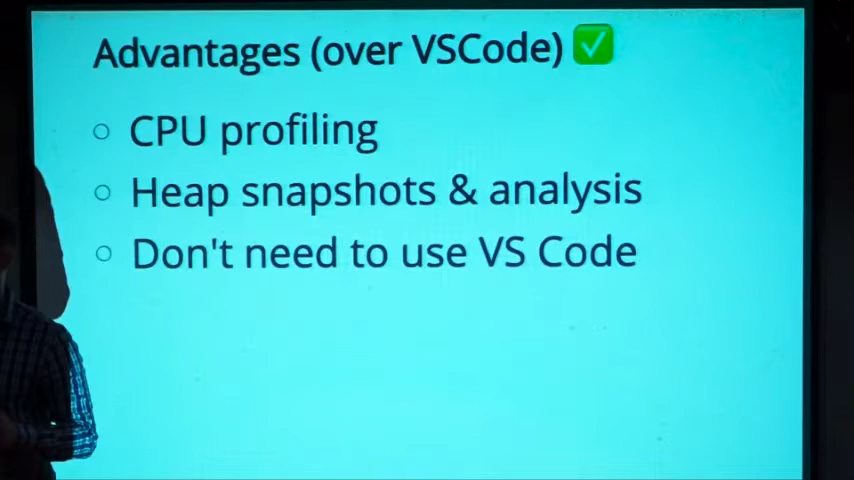 Advantages (over VSCode) ✅
○ CPU profiling
○ Heap snapshots & analysis
○ Don't need to use VS Code